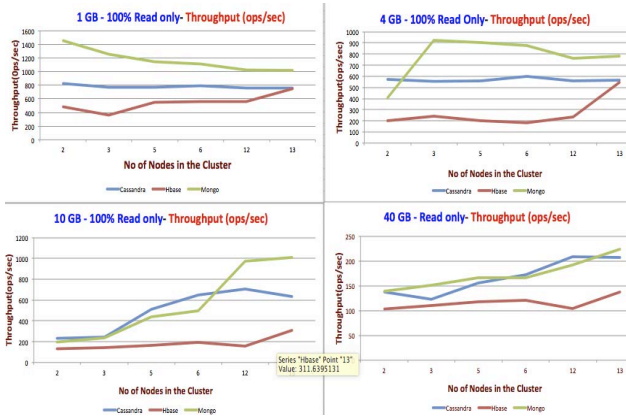 1 GB - 100% Read only- Throughput (ops/sec)
Throughput(ops/sec)
1600
1400
1200
1000
800
600
400
200
0
2 3 5 6 12 13
No of Nodes in the Cluster
Cassandra Hbase Mongo
4 GB - 100% Read Only- Throughput (ops/sec)
Throughput(ops/sec)
1000
900
800
700
600
500
400
300
200
100
0
2 3 5 6 12 13
No of Nodes in the Cluster
Cassandra Hbase Mongo
10 GB - 100% Read only- Throughput (ops/sec)
Throughput(ops/sec)
1200
1000
800
600
400
200
0
2 3 5 6 12
Series "Hbase" Point "13"
Value: 311.6395131
No of Nodes in the Cluster
Cassandra Hbase Mongo
40 GB - Read only- Throughput (ops/sec)
Throughput(ops/sec)
250
200
150
100
50
2 3 5 6 12 13
No of Nodes in the Cluster
Cassandra Hbase Mongo